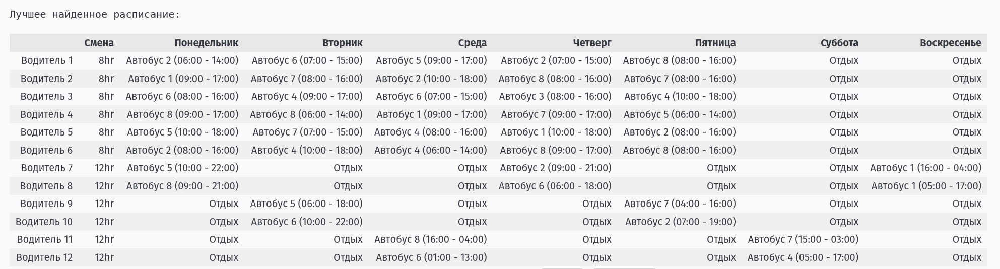 Лучшее найденное расписание:
Смена Понедельник Вторник Среда Четверг Пятница Суббота Воскресенье
Водитель 1 8hr Автобус 2 (06:00 - 14:00) Автобус 6 (07:00 - 15:00) Автобус 5 (09:00 - 17:00) Автобус 2 (07:00 - 15:00) Автобус 8 (08:00 - 16:00) Отдых Отдых
Водитель 2 8hr Автобус 1 (09:00 - 17:00) Автобус 7 (08:00 - 16:00) Автобус 2 (10:00 - 18:00) Автобус 8 (08:00 - 16:00) Автобус 7 (08:00 - 16:00) Отдых Отдых
Водитель 3 8hr Автобус 6 (08:00 - 16:00) Автобус 4 (09:00 - 17:00) Автобус 6 (07:00 - 15:00) Автобус 3 (08:00 - 16:00) Автобус 4 (10:00 - 18:00) Отдых Отдых
Водитель 4 8hr Автобус 8 (09:00 - 17:00) Автобус 8 (06:00 - 14:00) Автобус 1 (09:00 - 17:00) Автобус 7 (09:00 - 17:00) Автобус 5 (06:00 - 14:00) Отдых Отдых
Водитель 5 8hr Автобус 5 (10:00 - 18:00) Автобус 7 (07:00 - 15:00) Автобус 4 (08:00 - 16:00) Автобус 1 (10:00 - 18:00) Автобус 2 (08:00 - 16:00) Отдых Отдых
Водитель 6 8hr Автобус 2 (08:00 - 16:00) Автобус 4 (10:00 - 18:00) Автобус 4 (06:00 - 14:00) Автобус 8 (09:00 - 17:00) Автобус 8 (08:00 - 16:00) Отдых Отдых
Водитель 7 12hr Автобус 5 (10:00 - 22:00) Отдых Отдых Автобус 2 (09:00 - 21:00) Отдых Отдых Автобус 1 (16:00 - 04:00)
Водитель 8 12hr Автобус 8 (09:00 - 21:00) Отдых Отдых Автобус 6 (06:00 - 18:00) Отдых Отдых Автобус 1 (05:00 - 17:00)
Водитель 9 12hr Отдых Автобус 5 (06:00 - 18:00) Отдых Отдых Автобус 7 (04:00 - 16:00) Отдых Отдых
Водитель 10 12hr Отдых Автобус 6 (10:00 - 22:00) Отдых Отдых Автобус 2 (07:00 - 19:00) Отдых Отдых
Водитель 11 12hr Отдых Отдых Автобус 8 (16:00 - 04:00) Отдых Отдых Автобус 7 (15:00 - 03:00) Отдых
Водитель 12 12hr Отдых Отдых Автобус 6 (01:00 - 13:00) Отдых Отдых Автобус 4 (05:00 - 17:00) Отдых